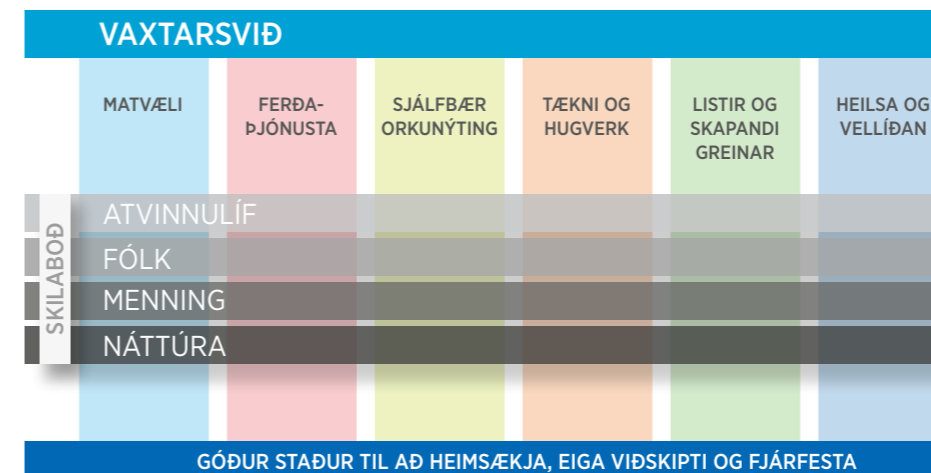 VAXTARSVIÐ
MATVÆLI
FERÐA-
ÞJÓNUSTA
SJÁLFBÆR
ORKUNÝTING
TÆKNI OG
HUGVERK
LISTIR OG
SKAPANDI
GREINAR
HEILSA OG
VELLÍÐAN
SKILABOÐ
ATVINNULÍF
FÓLK
MENNING
NÁTTÚRA
GÓÐUR STAÐUR TIL AÐ HEIMSÆKJA, EIGA VIÐSKIPTI OG FJÁRFESTA